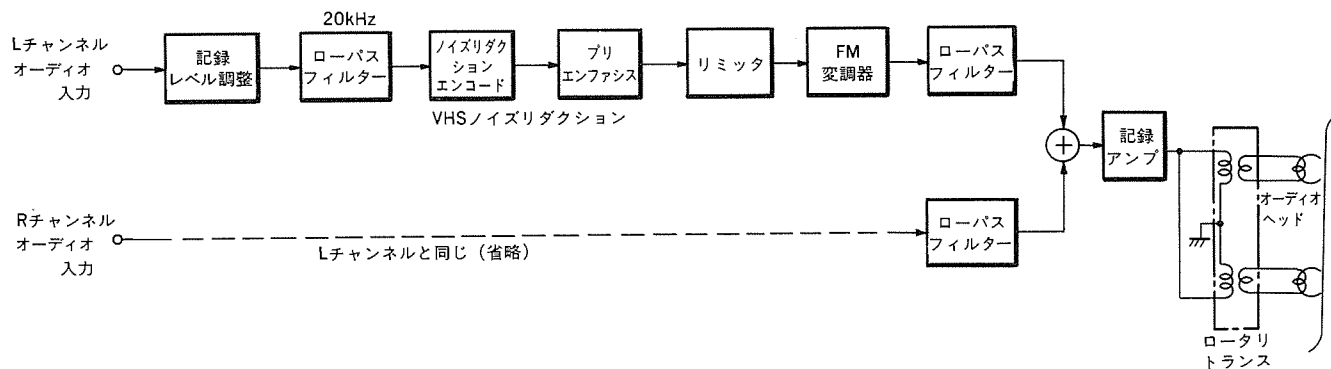 Lチャンネル
オーディオ
入力
記録
レベル調整
20kHz
ローパス
フィルター
ノイズリダク
ション
エンコード
VHSノイズリダクション
プリ
エンファシス
リミッタ
FM
変調器
ローパス
フィルター
記録
アンプ
オーディオ
ヘッド
ロータリ
トランス
Rチャンネル
オーディオ
入力
Lチャンネルと同じ（省略）
ローパス
フィルター